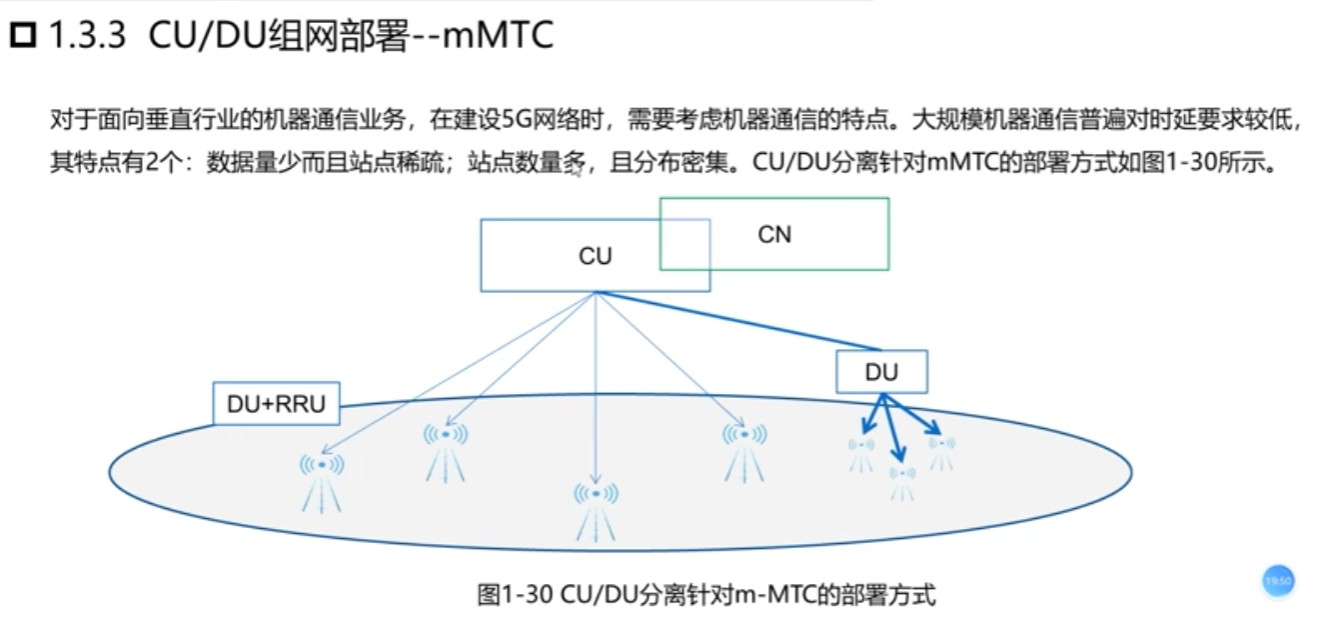 1.3.3 CU/DU组网部署--mMTC
对于面向垂直行业的机器通信业务，在建设5G网络时，需要考虑机器通信的特点。大规模机器通信普遍对时延要求较低，
其特点有2个：数据量少而且站点稀疏；站点数量多，且分布密集。CU/DU分离针对mMTC的部署方式如图1-30所示。
CN
CU
DU
DU+RRU
图1-30 CU/DU分离针对m-MTC的部署方式
19:50